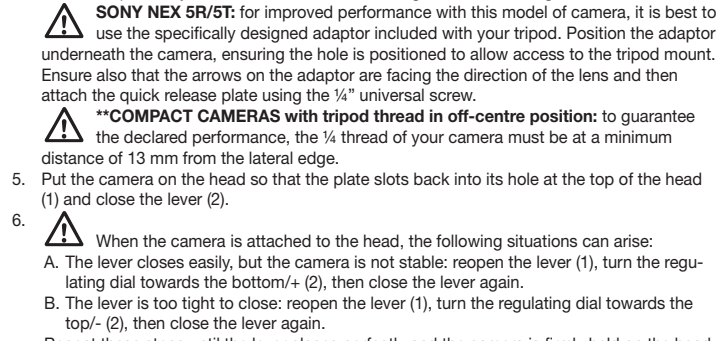 SONY NEX 5R/5T: for improved performance with this model of camera, it is best to
use the specifically designed adaptor included with your tripod. Position the adaptor
underneath the camera, ensuring the hole is positioned to allow access to the tripod mount.
Ensure also that the arrows on the adaptor are facing the direction of the lens and then
attach the quick release plate using the ¼” universal screw.
**COMPACT CAMERAS with tripod thread in off-centre position: to guarantee
the declared performance, the ¼ thread of your camera must be at a minimum
distance of 13 mm from the lateral edge.
5. Put the camera on the head so that the plate slots back into its hole at the top of the head
(1) and close the lever (2).
6.
When the camera is attached to the head, the following situations can arise:
A. The lever closes easily, but the camera is not stable: reopen the lever (1), turn the regu-
lating dial towards the bottom/+ (2), then close the lever again.
B. The lever is too tight to close: reopen the lever (1), turn the regulating dial towards the
top/- (2), then close the lever again.